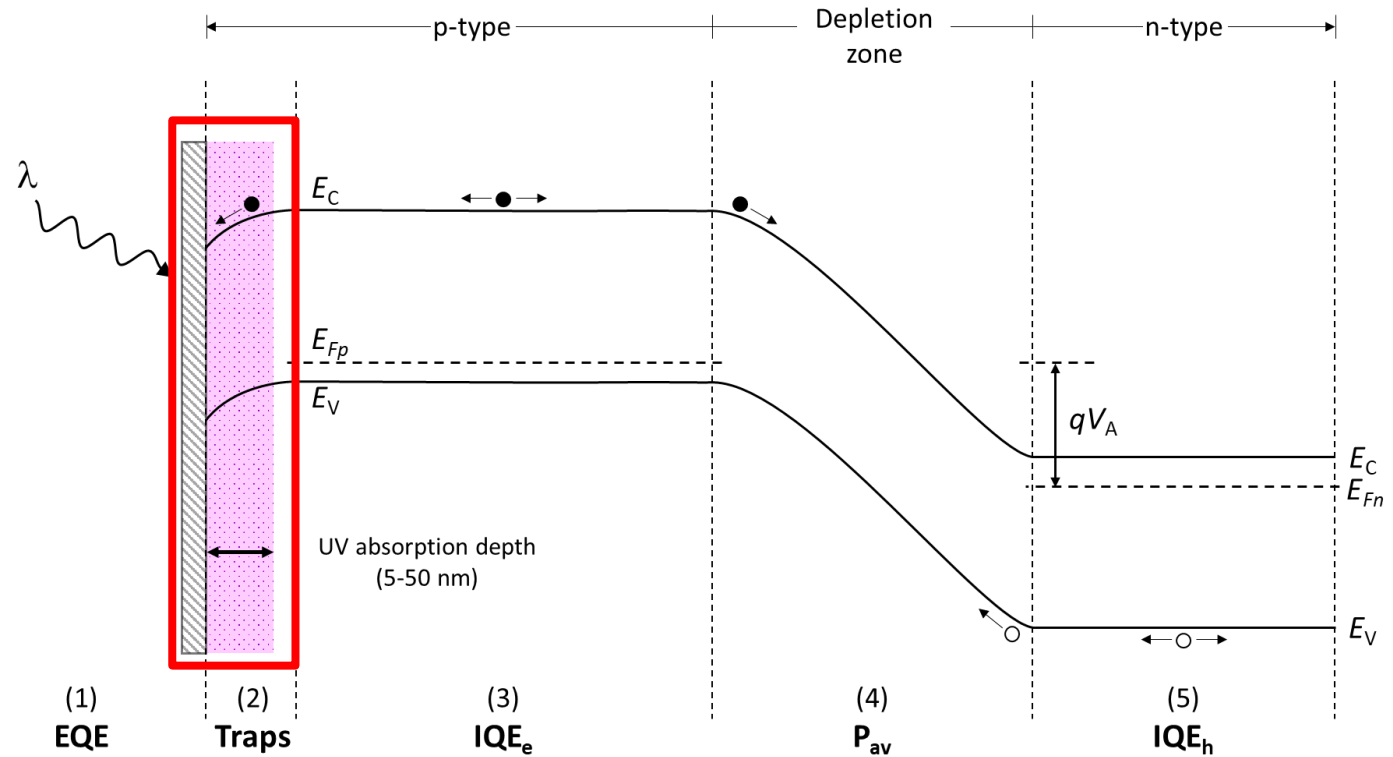 p-type
Depletion
zone
n-type
λ
E_C
E_Fp
E_V
qV_A
E_C
E_Fn
UV absorption depth
(5-50 nm)
E_V
(1)
(2)
(3)
(4)
(5)
EQE
Traps
IQE_e
P_av
IQE_h